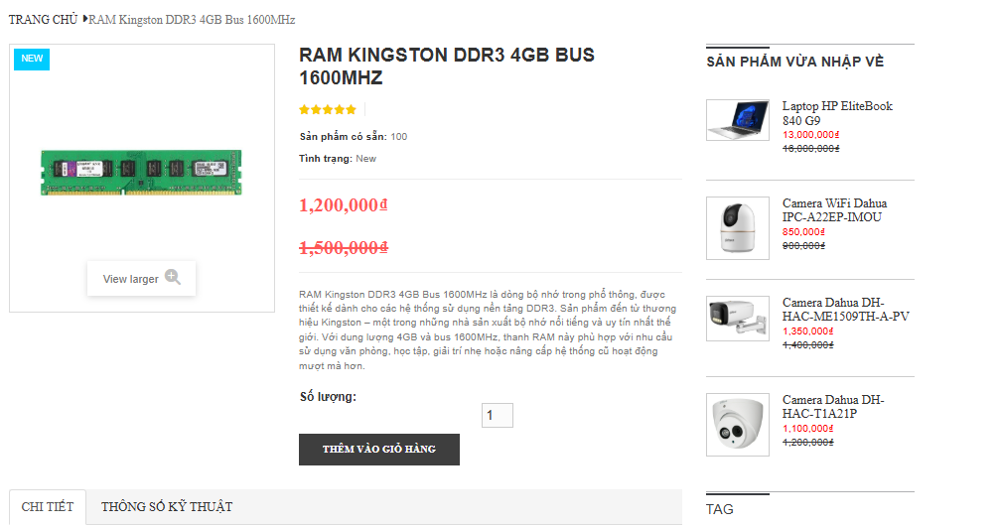 TRANG CHỦ RAM Kingston DDR3 4GB Bus 1600MHz
NEW
View larger
RAM KINGSTON DDR3 4GB BUS
1600MHZ
Sản phẩm có sẵn: 100
Tình trạng: New
1,200,000₫
1,500,000₫
RAM Kingston DDR3 4GB Bus 1600MHz là dòng bộ nhớ trong phổ thông, được
thiết kế dành cho các hệ thống sử dụng nền tảng DDR3. Sản phẩm đến từ thương
hiệu Kingston – một trong những nhà sản xuất bộ nhớ nổi tiếng và uy tín nhất thế
giới. Với dung lượng 4GB và bus 1600MHz, thanh RAM này phù hợp với nhu cầu
sử dụng văn phòng, học tập, giải trí nhẹ hoặc nâng cấp hệ thống cũ hoạt động
mượt mà hơn.
Số lượng:
1
THÊM VÀO GIỎ HÀNG
CHI TIẾT THÔNG SỐ KỸ THUẬT
SẢN PHẨM VỪA NHẬP VỀ
Laptop HP EliteBook
840 G9
13,000,000₫
16,000,000₫
Camera WiFi Dahua
IPC-A22EP-IMOU
850,000₫
900,000₫
Camera Dahua DH-
HAC-ME1509TH-A-PV
1,350,000₫
1,400,000₫
Camera Dahua DH-
HAC-T1A21P
1,100,000₫
1,200,000₫
TAG